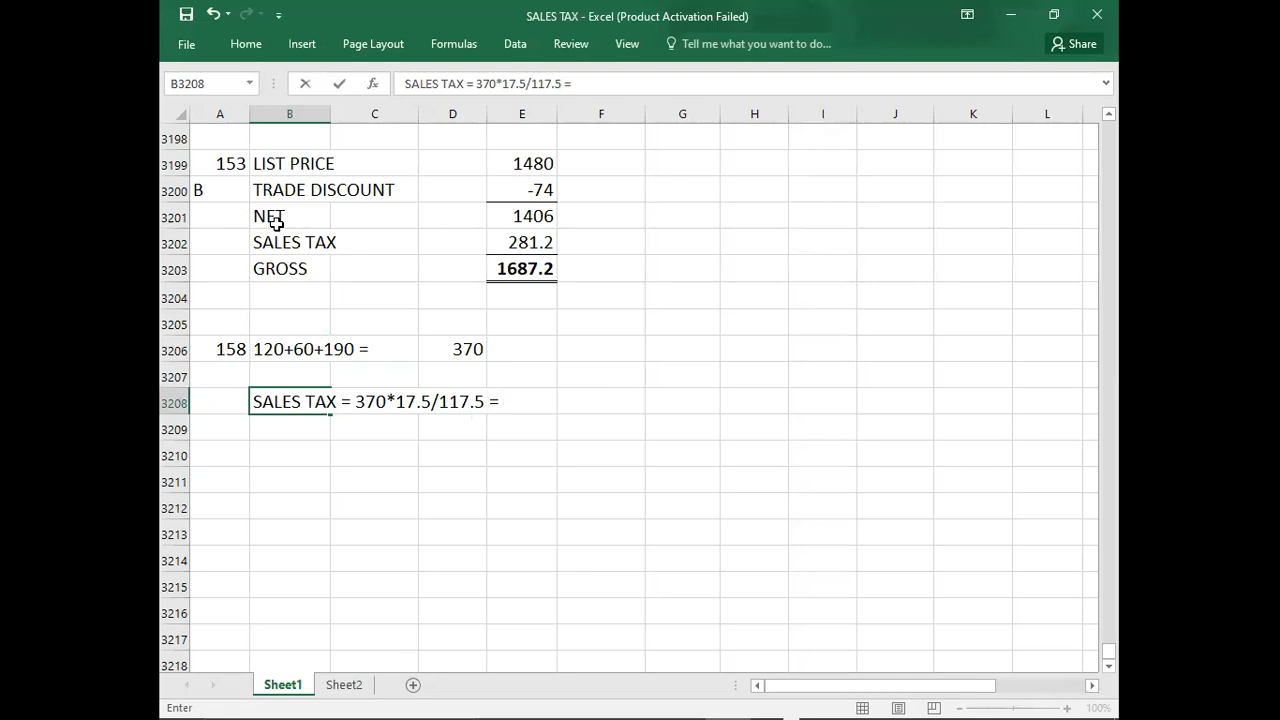 SALES TAX - Excel (Product Activation Failed)
File Home Insert Page Layout Formulas Data Review View Tell me what you want to do... Share
B3208 fx SALES TAX = 370*17.5/117.5 =
A B C D E F G H I J K L
3198
3199 153 LIST PRICE 1480
3200 B TRADE DISCOUNT -74
3201 NET 1406
3202 SALES TAX 281.2
3203 GROSS 1687.2
3204
3205
3206 158 120+60+190 = 370
3207
3208 SALES TAX = 370*17.5/117.5 =
3209
3210
3211
3212
3213
3214
3215
3216
3217
3218
Sheet1 Sheet2
Enter 100%